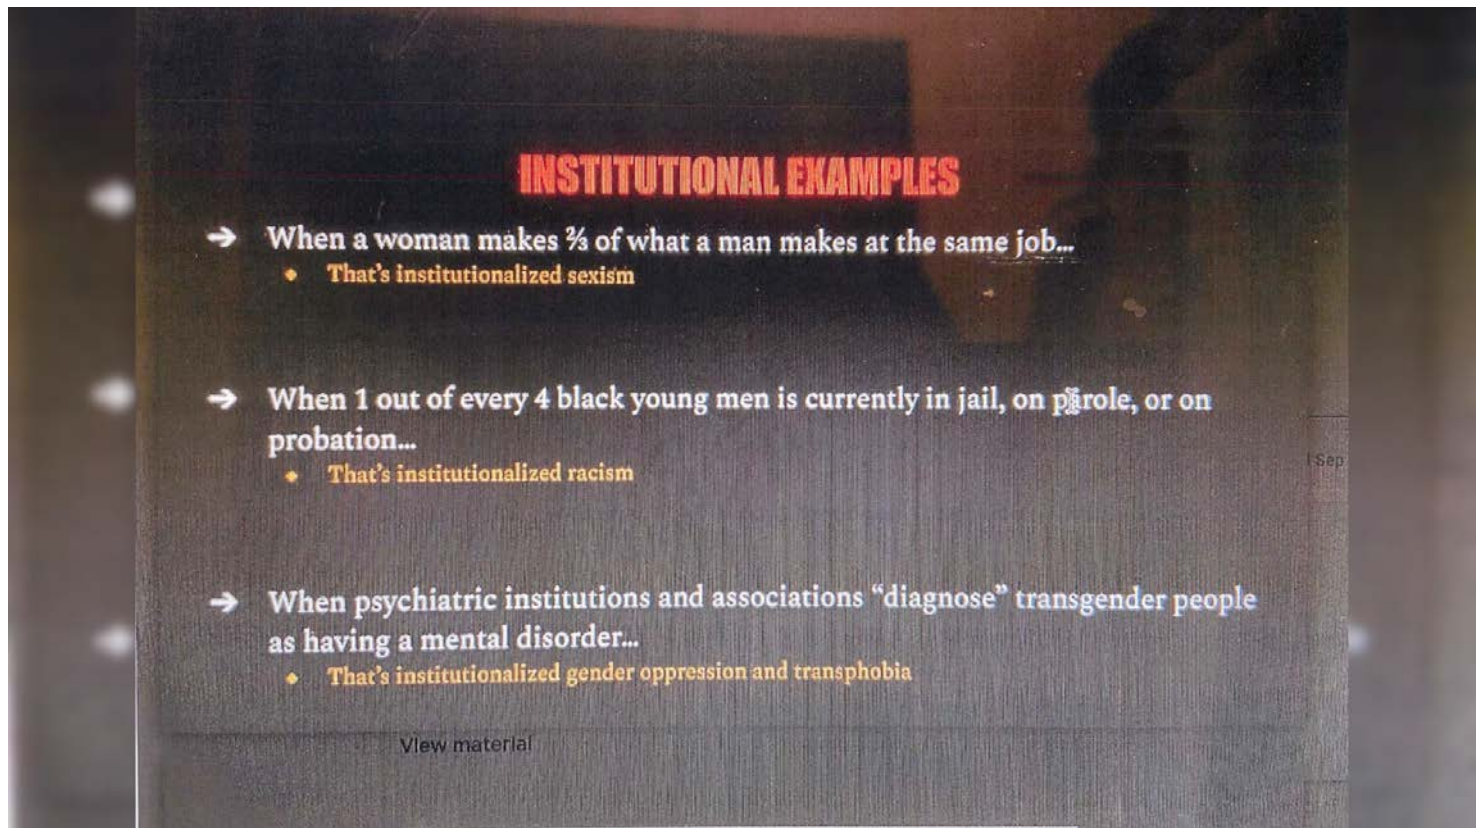 INSTITUTIONAL EXAMPLES
➔ When a woman makes ⅔ of what a man makes at the same job...
◆ That's institutionalized sexism
➔ When 1 out of every 4 black young men is currently in jail, on parole, or on
probation...
◆ That's institutionalized racism
I Sep
➔ When psychiatric institutions and associations “diagnose” transgender people
as having a mental disorder...
◆ That's institutionalized gender oppression and transphobia
View material